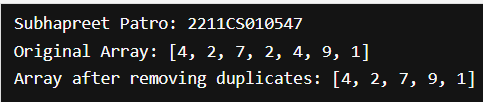 Subhapreet Patro: 2211CS010547
Original Array: [4, 2, 7, 2, 4, 9, 1]
Array after removing duplicates: [4, 2, 7, 9, 1]